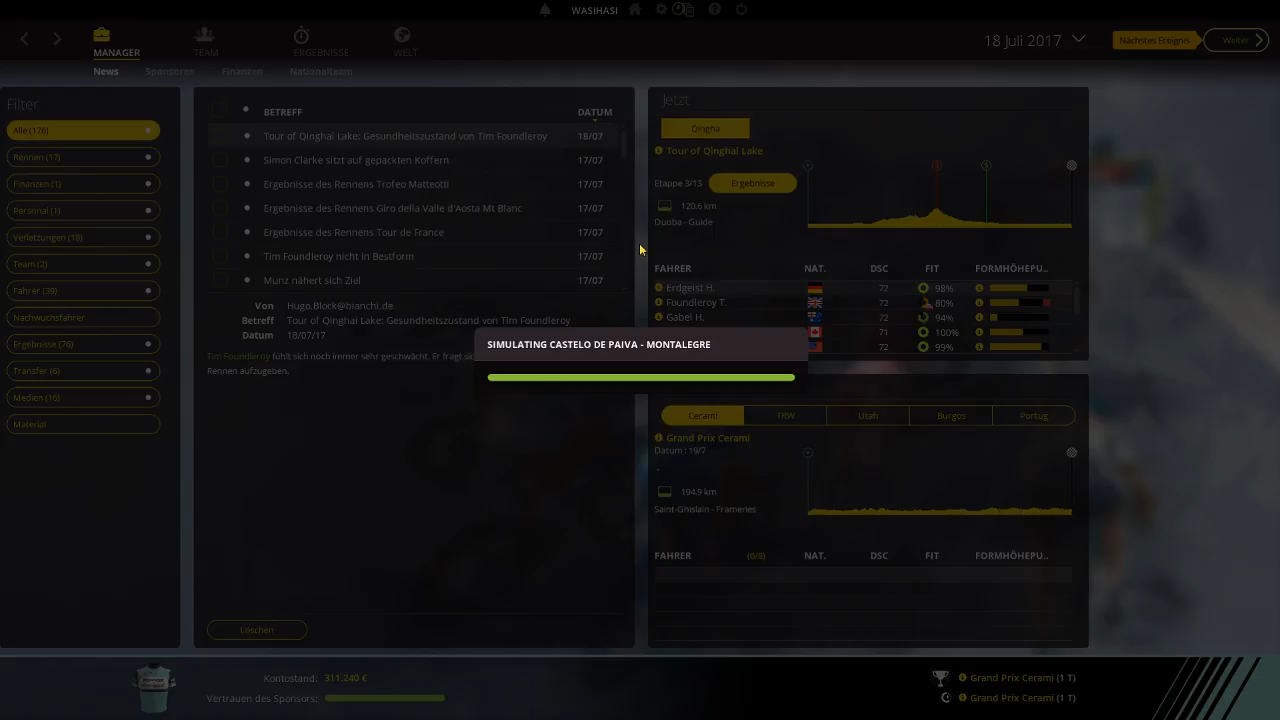 WASIHASI
MANAGER
TEAM
ERGEBNISSE
WELT
18 Juli 2017
Nächstes Ereignis
Weiter
News
Sponsoren
Finanzen
Nationalteam
Filter
Alle (176)
Rennen (17)
Finanzen (1)
Personal (1)
Verletzungen (18)
Team (2)
Fahrer (39)
Nachwuchsfahrer
Ergebnisse (76)
Transfer (6)
Medien (16)
Material
BETREFF DATUM
Tour of Qinghal Lake: Gesundheitszustand von Tim Foundleroy 18/07
Simon Clarke sitzt auf gepackten Koffern 17/07
Ergebnisse des Rennens Trofeo Matteotti 17/07
Ergebnisse des Rennens Giro della Valle d'Aosta Mt Blanc 17/07
Ergebnisse des Rennens Tour de France 17/07
Tim Foundleroy nicht in Bestform 17/07
Munz nähert sich Ziel 17/07
Von Hugo.Block@bianchi.de
Betreff Tour of Qinghal Lake: Gesundheitszustand von Tim Foundleroy
Datum 18/07/17
Tim Foundleroy fühlt sich noch immer sehr geschwächt. Er fragt sic
Rennen aufzugeben.
Löschen
SIMULATING CASTELO DE PAIVA - MONTALEGRE
Jetzt
Qingha
Tour of Qinghal Lake
Etappe 3/13 Ergebnisse
120.6 km
Duoba - Guide
FAHRER NAT. DSC FIT FORMHÖHEPU..
Erdgeist H. 72 98%
Foundleroy T. 72 80%
Gabel H. 72 94%
71 100%
72 99%
Cerami TRW Utah Burgos Portug
Grand Prix Cerami
Datum : 19/7
-
194.9 km
Saint-Ghislain - Frameries
FAHRER (0/8) NAT. DSC FIT FORMHÖHEPU..
Kontostand: 311.240 €
Vertrauen des Sponsors:
Grand Prix Cerami (1 T)
Grand Prix Cerami (1 T)